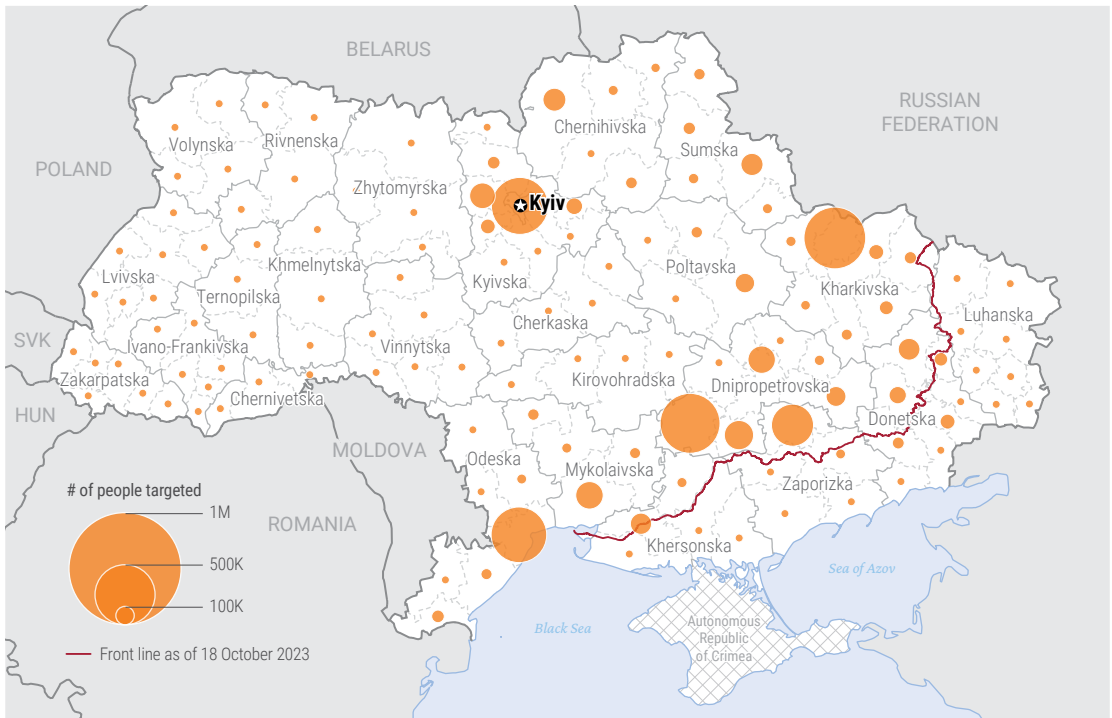 BELARUS
RUSSIAN
FEDERATION
POLAND
Volynska
Rivnenska
Chernihivska
Sumska
Zhytomyrska
Kyiv
Lvivska
Khmelnytska
Ternopilska
Kyivska
Poltavska
Kharkivska
Luhanska
Cherkaska
SVK
Ivano-Frankivska
Vinnytska
Zakarpatska
Kirovohradska
Dnipropetrovska
Chernivetska
HUN
Donetska
MOLDOVA
Odeska
Mykolaivska
Zaporizka
# of people targeted
1M
ROMANIA
Khersonska
500K
Sea of Azov
100K
Black Sea
Autonomous
Republic
of Crimea
Front line as of 18 October 2023